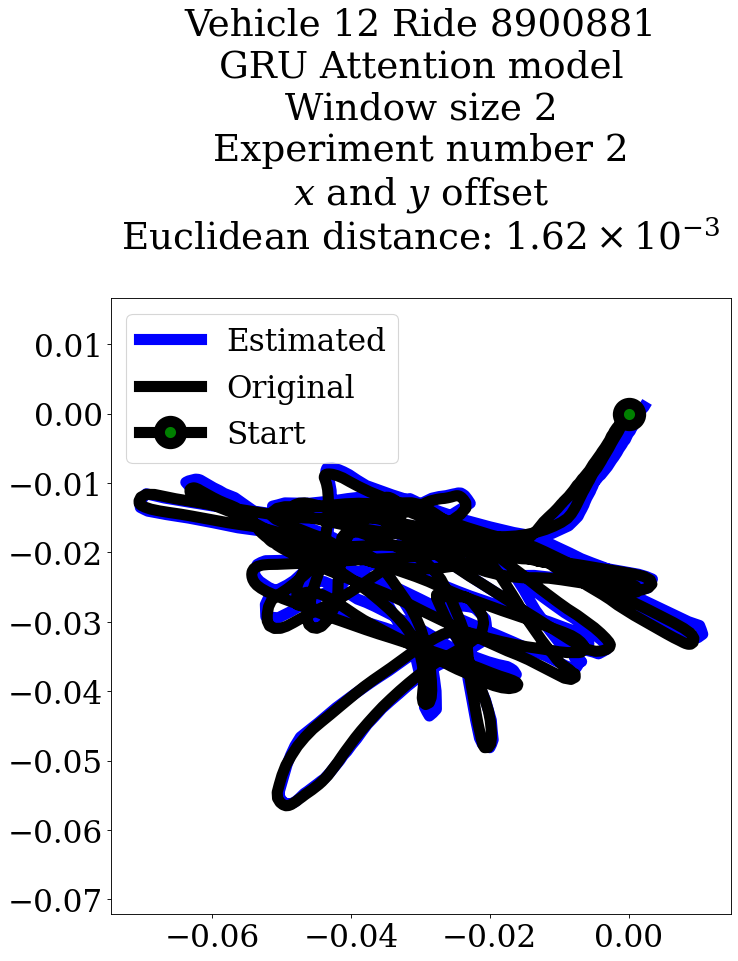 Vehicle 12 Ride 8900881
GRU Attention model
Window size 2
Experiment number 2
x and y offset
Euclidean distance: 1.62 × 10⁻³
Estimated
Original
Start
0.01
0.00
−0.01
−0.02
−0.03
−0.04
−0.05
−0.06
−0.07
−0.06 −0.04 −0.02 0.00